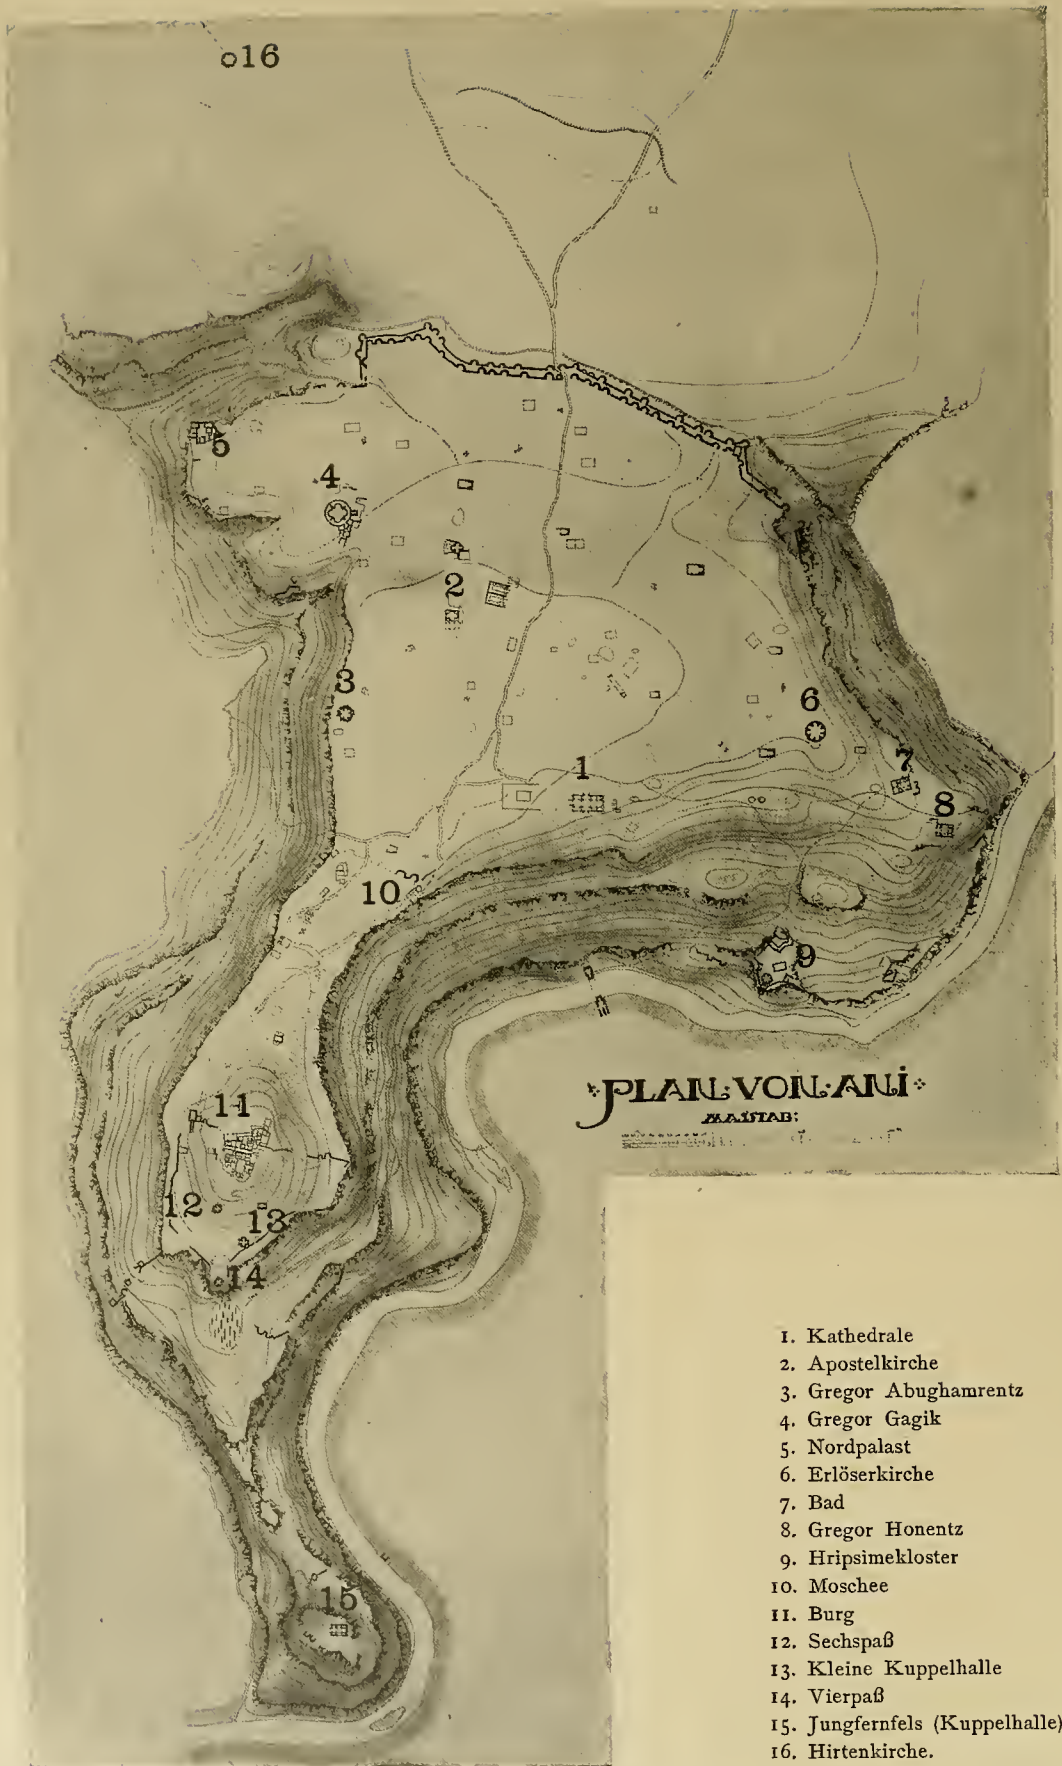 16
5
4
2
3
6
1
7
8
10
9
PLAN·VON·ANI
MAẞSTAB:
11
12
13
14
15
1. Kathedrale
2. Apostelkirche
3. Gregor Abughamrentz
4. Gregor Gagik
5. Nordpalast
6. Erlöserkirche
7. Bad
8. Gregor Honentz
9. Hripsimekloster
10. Moschee
11. Burg
12. Sechspaß
13. Kleine Kuppelhalle
14. Vierpaß
15. Jungfernfels (Kuppelhalle)
16. Hirtenkirche.